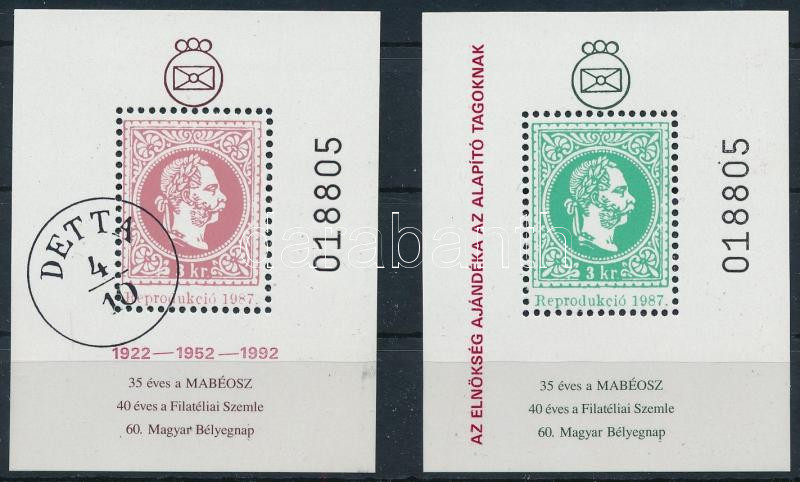 018805
DETTA
4
10
3 kr.
Reprodukció 1987.
1922 — 1952 — 1992
35 éves a MABÉOSZ
40 éves a Filatéliai Szemle
60. Magyar Bélyegnap
AZ ELNÖKSÉG AJÁNDÉKA AZ ALAPÍTÓ TAGOKNAK
018805
3 kr.
Reprodukció 1987.
35 éves a MABÉOSZ
40 éves a Filatéliai Szemle
60. Magyar Bélyegnap
darabanth